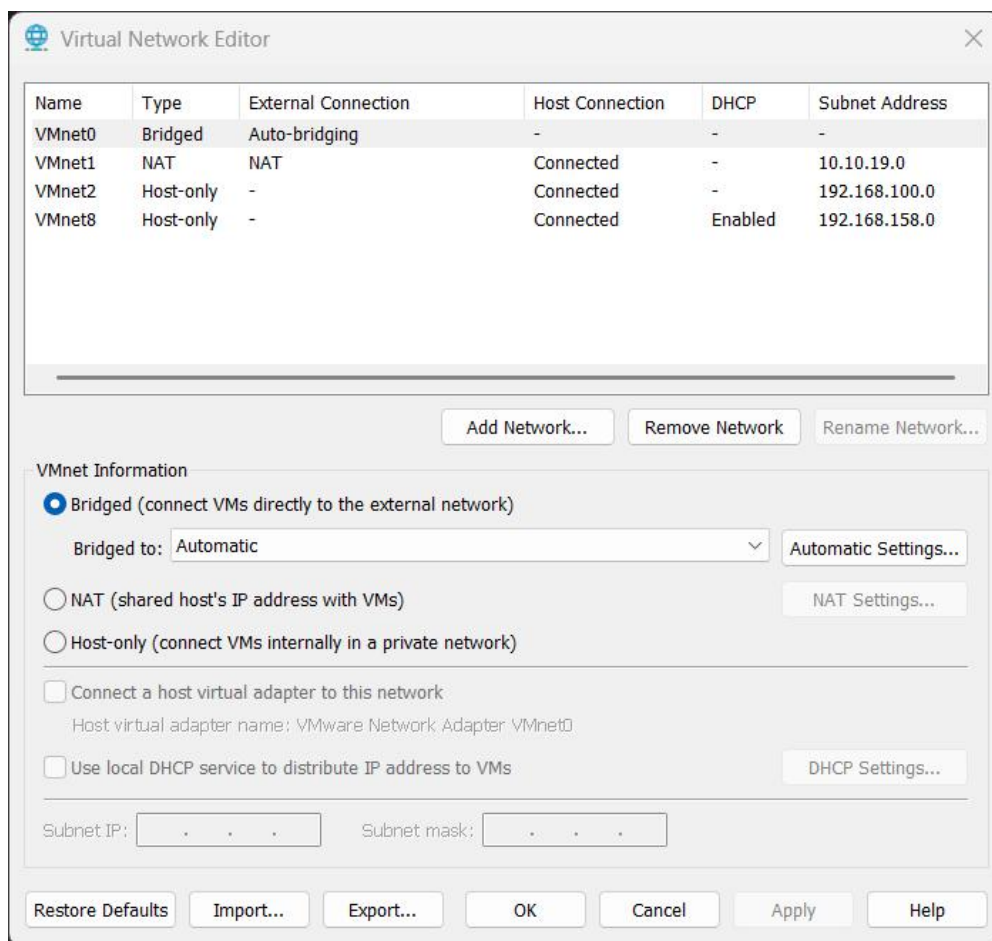 Virtual Network Editor
Name Type External Connection Host Connection DHCP Subnet Address
VMnet0 Bridged Auto-bridging - - -
VMnet1 NAT NAT Connected - 10.10.19.0
VMnet2 Host-only - Connected - 192.168.100.0
VMnet8 Host-only - Connected Enabled 192.168.158.0
Add Network... Remove Network Rename Network...
VMnet Information
Bridged (connect VMs directly to the external network)
Bridged to: Automatic Automatic Settings...
NAT (shared host's IP address with VMs) NAT Settings...
Host-only (connect VMs internally in a private network)
Connect a host virtual adapter to this network
Host virtual adapter name: VMware Network Adapter VMnet0
Use local DHCP service to distribute IP address to VMs DHCP Settings...
Subnet IP: . . . Subnet mask: . . .
Restore Defaults Import... Export... OK Cancel Apply Help